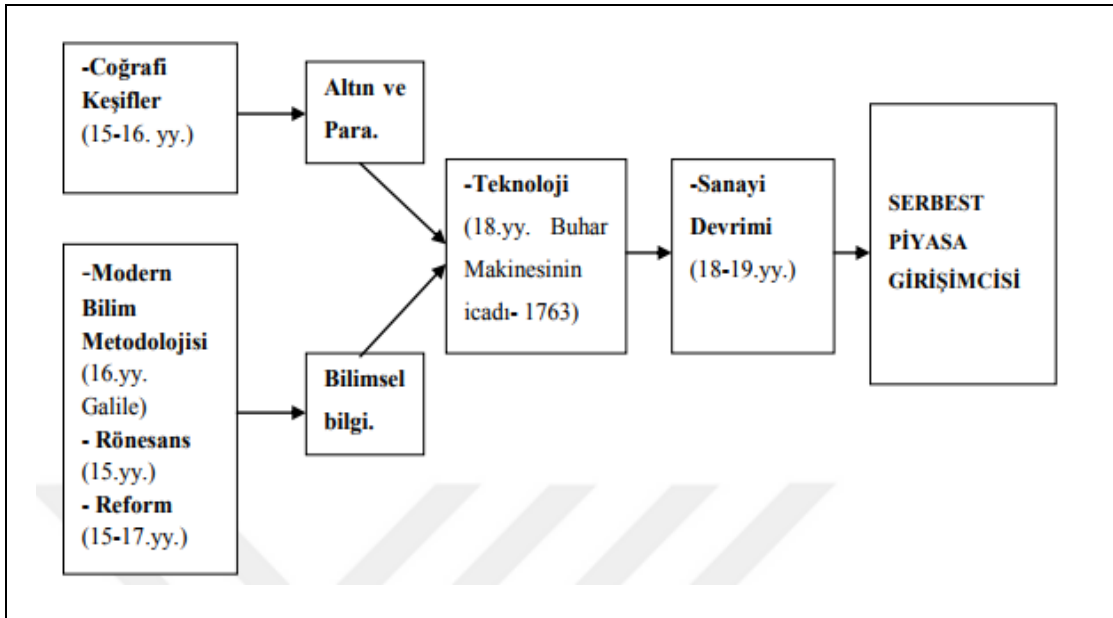 -Coğrafi
Keşifler
(15-16. yy.)
Altın ve
Para.
-Modern
Bilim
Metodolojisi
(16.yy.
Galile)
- Rönesans
(15.yy.)
- Reform
(15-17.yy.)
Bilimsel
bilgi.
-Teknoloji
(18.yy. Buhar
Makinesinin
icadı- 1763)
-Sanayi
Devrimi
(18-19.yy.)
SERBEST
PİYASA
GİRİŞİMCİSİ